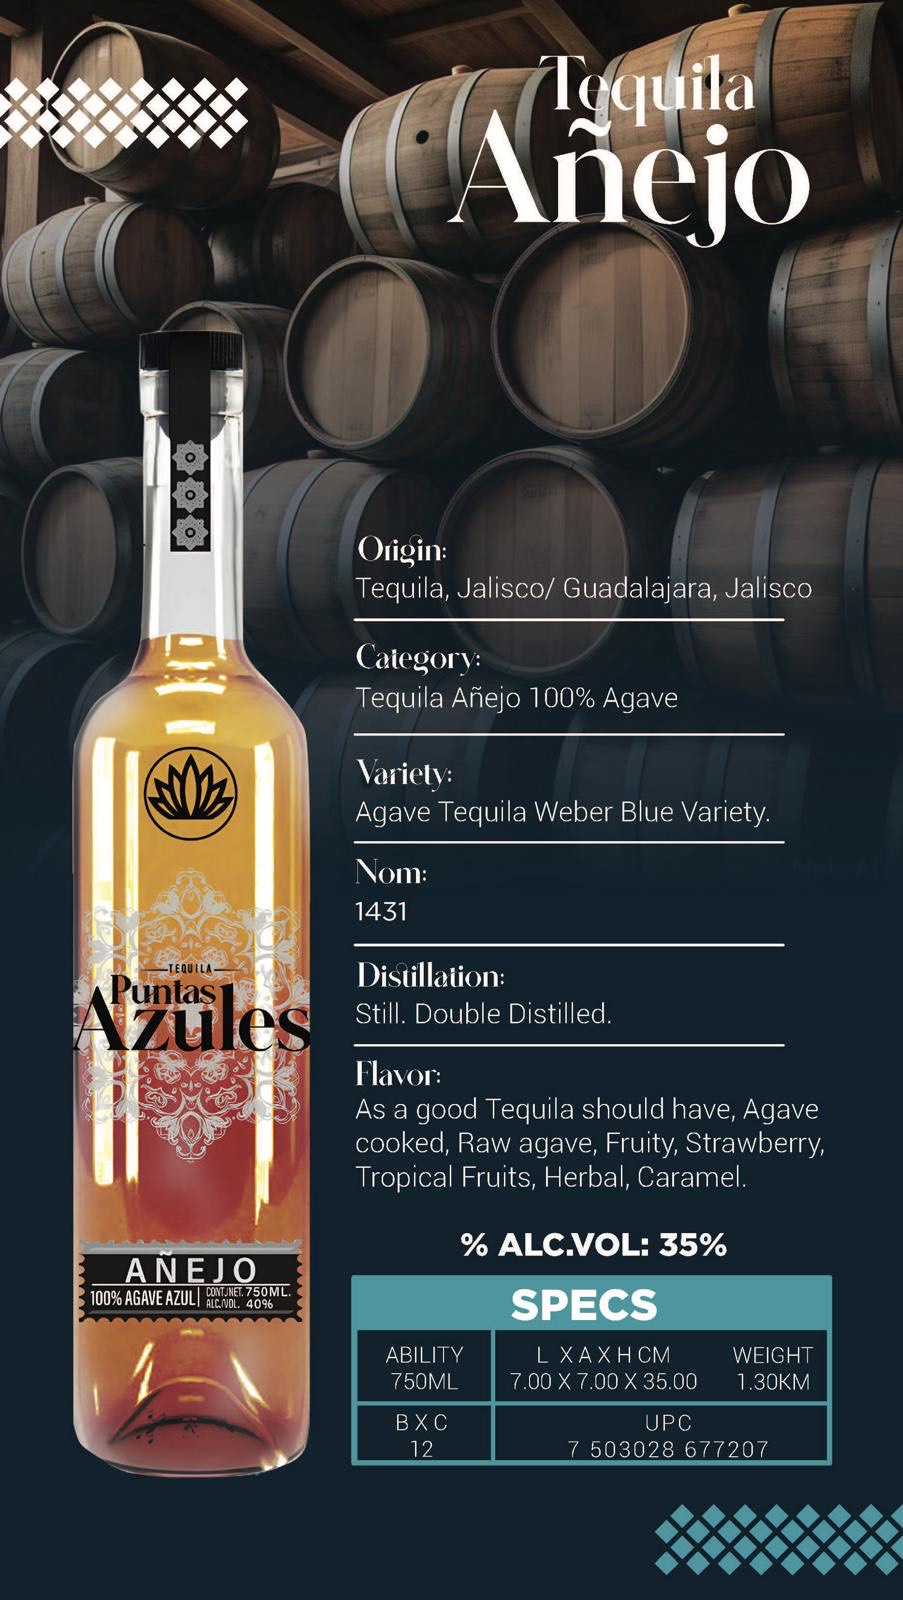 Tequila
Añejo
Origin:
Tequila, Jalisco/ Guadalajara, Jalisco
Category:
Tequila Añejo 100% Agave
Variety:
Agave Tequila Weber Blue Variety.
Nom:
1431
Distillation:
Still. Double Distilled.
Flavor:
As a good Tequila should have, Agave
cooked, Raw agave, Fruity, Strawberry,
Tropical Fruits, Herbal, Caramel.
% ALC.VOL: 35%
SPECS
ABILITY
750ML
L X A X H CM
7.00 X 7.00 X 35.00
WEIGHT
1.30KM
B X C
12
UPC
7 503028 677207
TEQUILA
Puntas
Azules
AÑEJO
100% AGAVE AZUL
CONT.NET. 750ML.
ALC./VOL. 40%